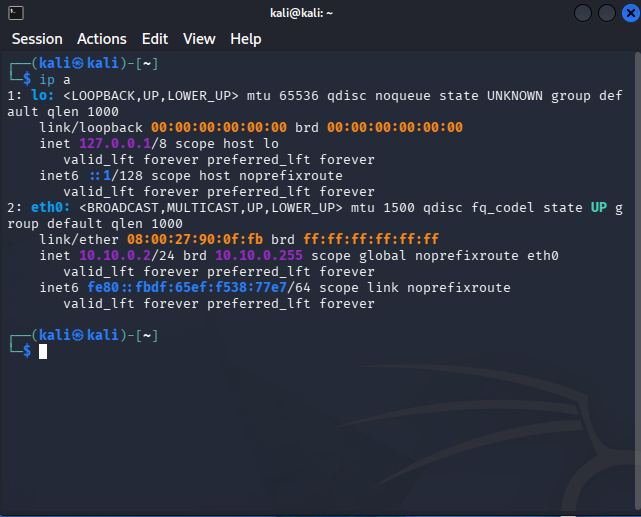 kali@kali: ~
Session Actions Edit View Help
┌──(kali㉿kali)-[~]
└─$ ip a
1: lo: <LOOPBACK,UP,LOWER_UP> mtu 65536 qdisc noqueue state UNKNOWN group def
ault qlen 1000
    link/loopback 00:00:00:00:00:00 brd 00:00:00:00:00:00
    inet 127.0.0.1/8 scope host lo
       valid_lft forever preferred_lft forever
    inet6 ::1/128 scope host noprefixroute
       valid_lft forever preferred_lft forever
2: eth0: <BROADCAST,MULTICAST,UP,LOWER_UP> mtu 1500 qdisc fq_codel state UP g
roup default qlen 1000
    link/ether 08:00:27:90:0f:fb brd ff:ff:ff:ff:ff:ff
    inet 10.10.0.2/24 brd 10.10.0.255 scope global noprefixroute eth0
       valid_lft forever preferred_lft forever
    inet6 fe80::fbdf:65ef:f538:77e7/64 scope link noprefixroute
       valid_lft forever preferred_lft forever
┌──(kali㉿kali)-[~]
└─$